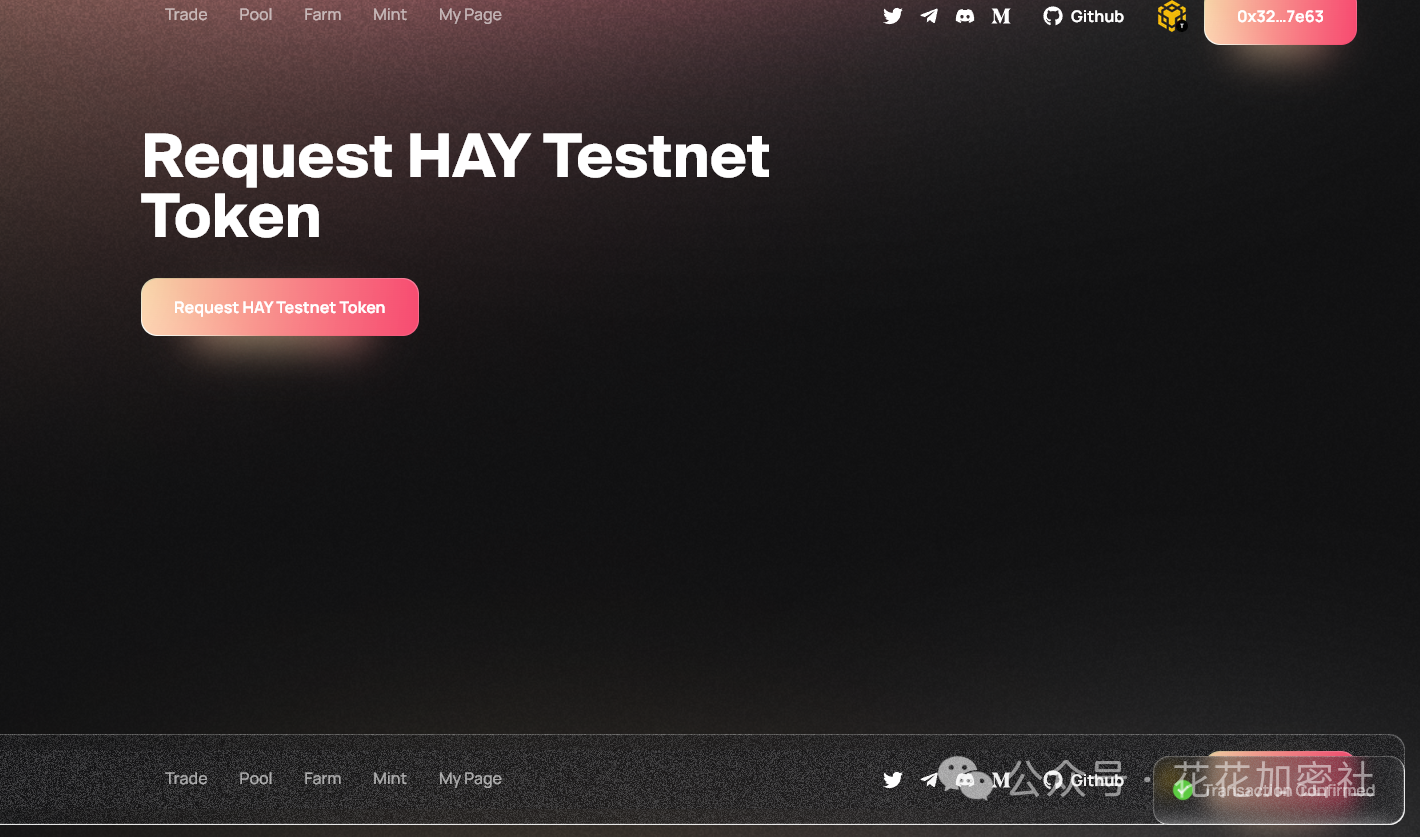 Trade Pool Farm Mint My Page Github 0x32...7e63
Request HAY Testnet
Token
Request HAY Testnet Token
Trade Pool Farm Mint My Page Github
公众号 · 花花加密社
Transaction Confirmed